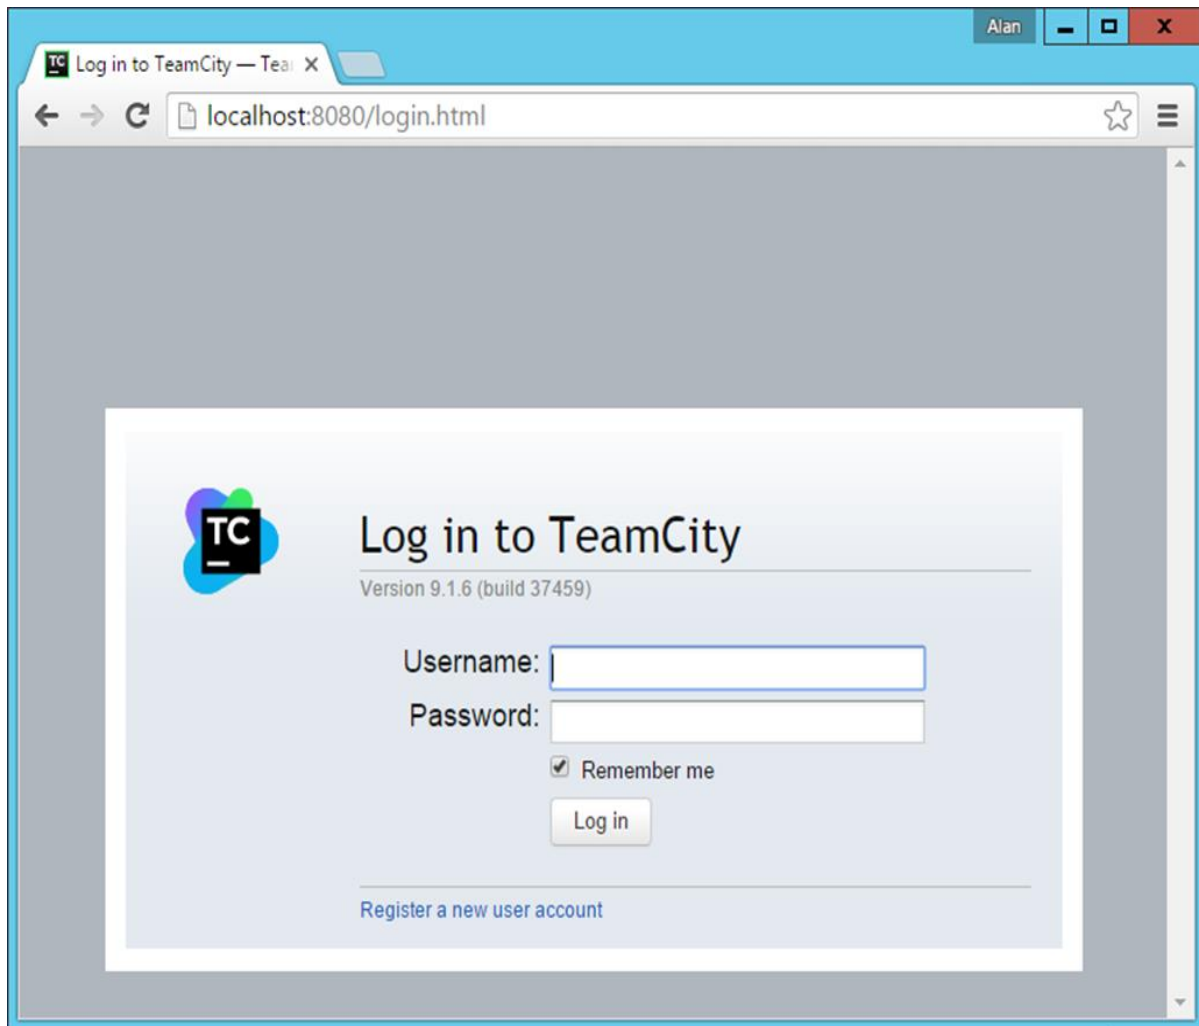 Alan
Log in to TeamCity — Tea
localhost:8080/login.html
TC
Log in to TeamCity
Version 9.1.6 (build 37459)
Username:
Password:
Remember me
Log in
Register a new user account